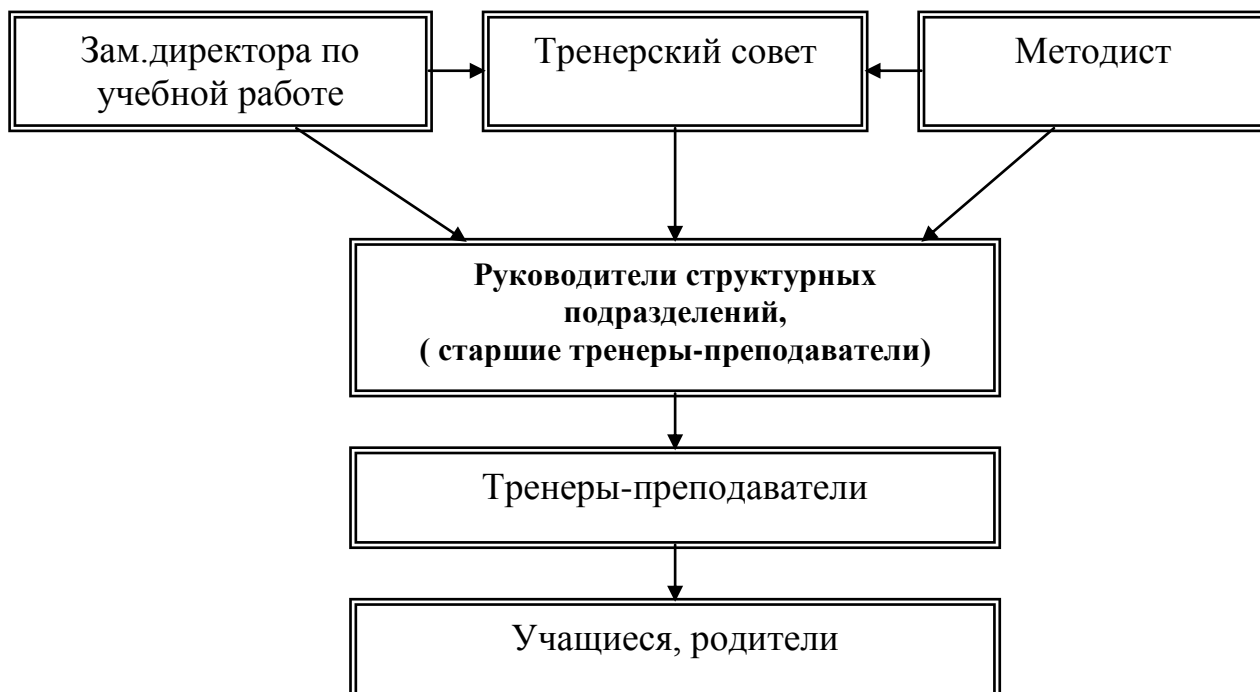 Зам.директора по
учебной работе
Тренерский совет
Методист
Руководители структурных
подразделений,
( старшие тренеры-преподаватели)
Тренеры-преподаватели
Учащиеся, родители